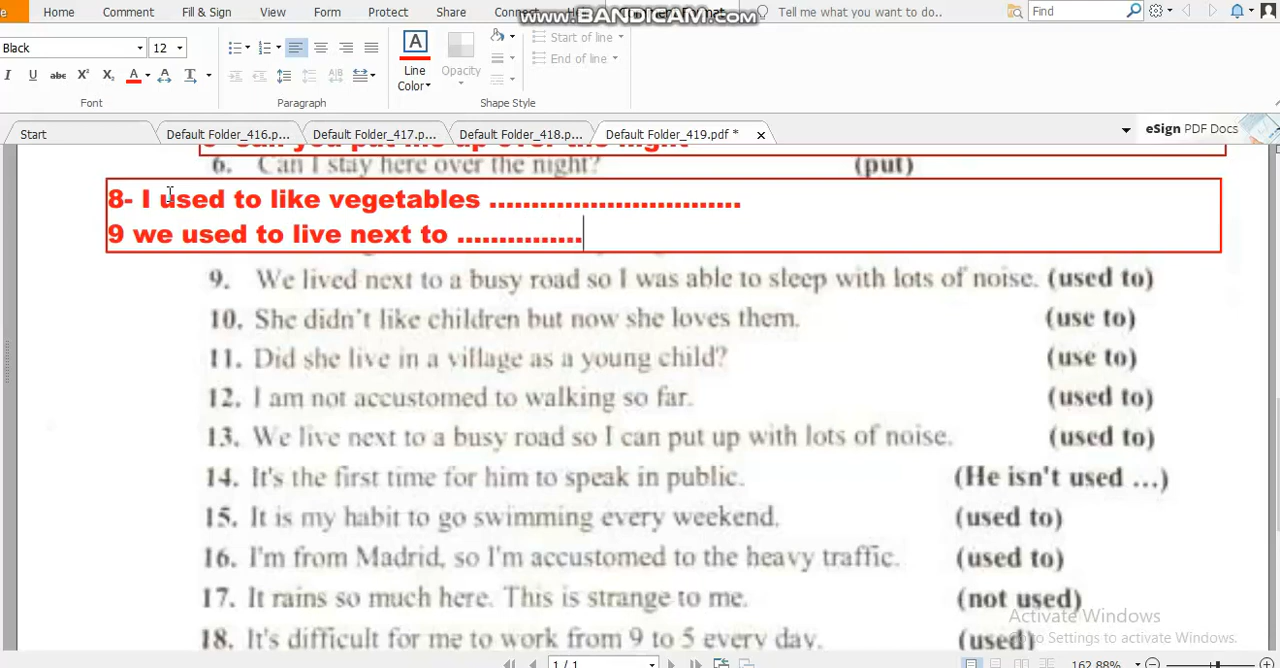 Home Comment Fill & Sign View Form Protect Share Connect
www.BANDICAM.com
Tell me what you want to do..
Find
Black 12
Line Color
Opacity
Start of line
End of line
Font Paragraph Shape Style
Start Default Folder_416.p... Default Folder_417.p... Default Folder_418.p... Default Folder_419.pdf * eSign PDF Docs
6. Can I stay here over the night? (put)
8- I used to like vegetables ..............................
9 we used to live next to ...............
9. We lived next to a busy road so I was able to sleep with lots of noise. (used to)
10. She didn't like children but now she loves them. (use to)
11. Did she live in a village as a young child? (use to)
12. I am not accustomed to walking so far. (used to)
13. We live next to a busy road so I can put up with lots of noise. (used to)
14. It's the first time for him to speak in public. (He isn't used ...)
15. It is my habit to go swimming every weekend. (used to)
16. I'm from Madrid, so I'm accustomed to the heavy traffic. (used to)
17. It rains so much here. This is strange to me. (not used)
Activate Windows
Go to Settings to activate Windows.
18. It's difficult for me to work from 9 to 5 every day. (used)
1 / 1 162.88%